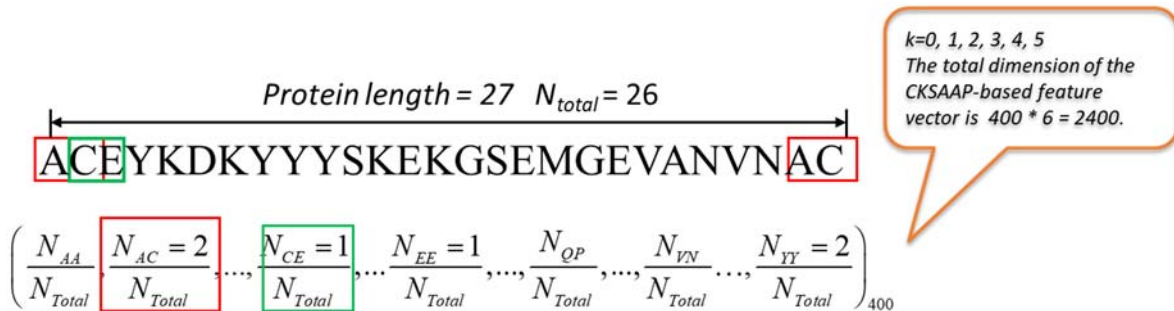 k=0, 1, 2, 3, 4, 5
The total dimension of the
CKSAAP-based feature
vector is 400 * 6 = 2400.
Protein length = 27 N_total = 26
ACEYKDKYYYSKEKGSEMGEVANVNAC
( N_AA / N_Total , N_AC = 2 / N_Total ,..., N_CE = 1 / N_Total ,... N_EE = 1 / N_Total ,..., N_QP / N_Total ,..., N_VN / N_Total ..., N_YY = 2 / N_Total )_400